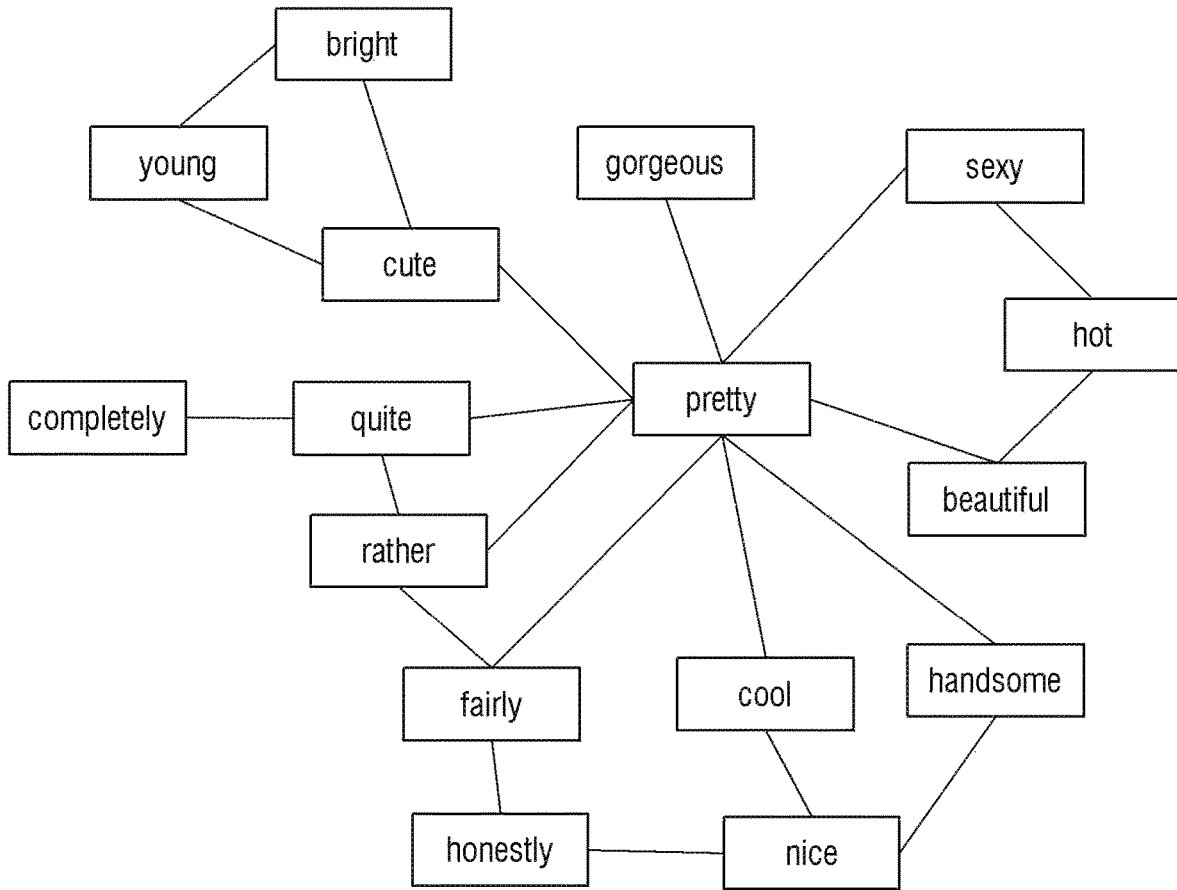 bright
young
gorgeous
sexy
cute
hot
pretty
completely
quite
beautiful
rather
handsome
cool
fairly
honestly
nice